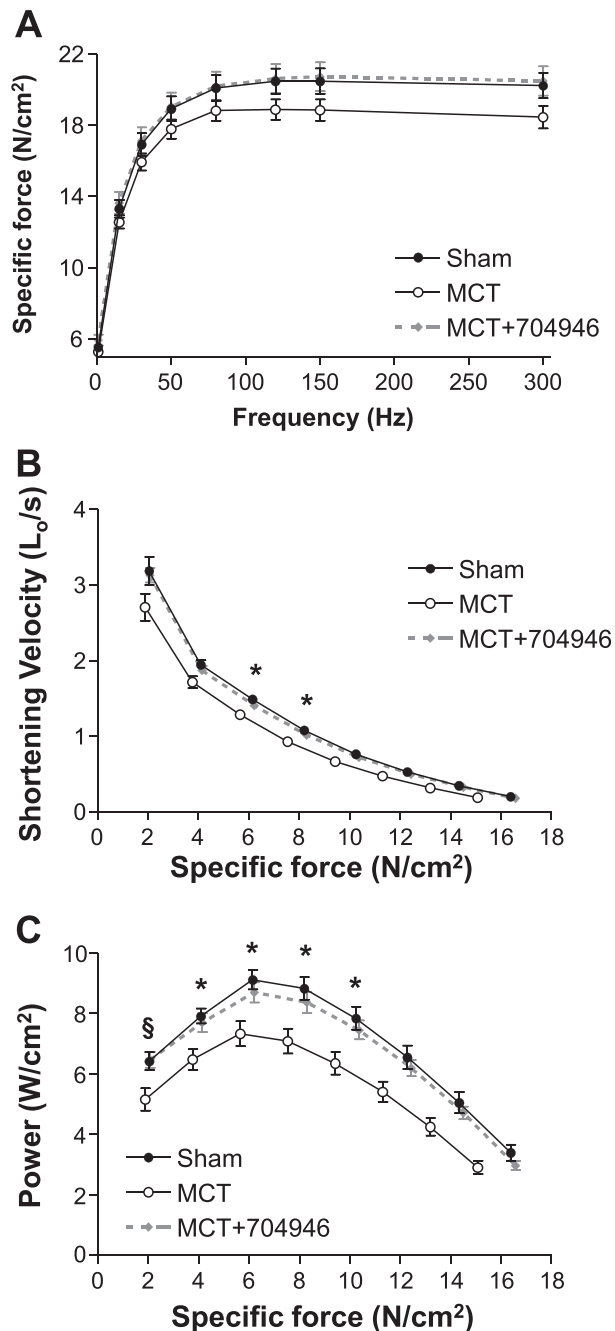 A
Specific force (N/cm²)
22
18
14
10
6
0 50 100 150 200 250 300
Frequency (Hz)
Sham
MCT
MCT+704946
B
Shortening Velocity (Lo/s)
4
3
2
1
0
* *
Sham
MCT
MCT+704946
0 2 4 6 8 10 12 14 16 18
Specific force (N/cm²)
C
Power (W/cm²)
10
8
6
4
2
0
§ * * * *
Sham
MCT
MCT+704946
0 2 4 6 8 10 12 14 16 18
Specific force (N/cm²)